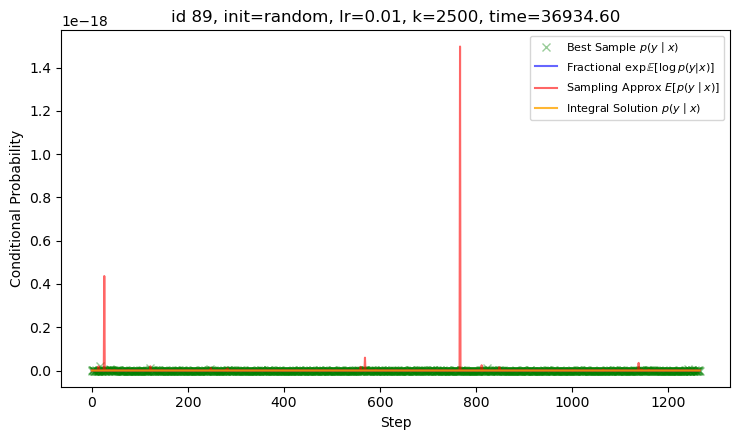 id 89, init=random, lr=0.01, k=2500, time=36934.60
1e−18
Best Sample p(y | x)
Fractional exp𝔼[log p(y|x)]
Sampling Approx E[p(y | x)]
Integral Solution p(y | x)
1.4
1.2
1.0
0.8
0.6
0.4
0.2
0.0
Conditional Probability
0 200 400 600 800 1000 1200
Step